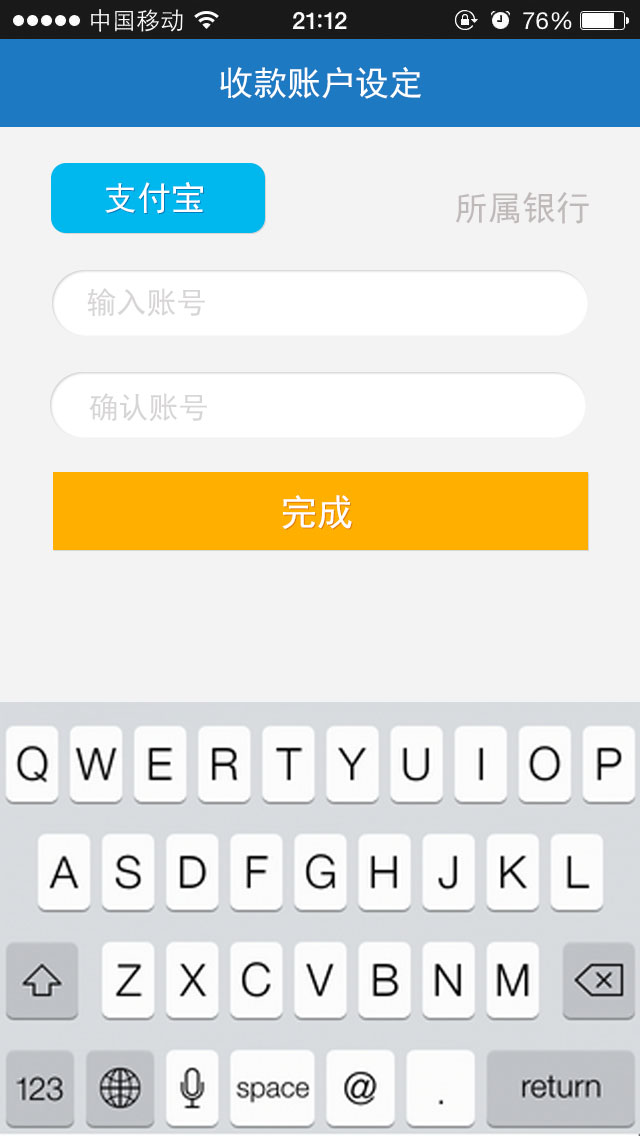 中国移动 21:12 76%
收款账户设定
支付宝 所属银行
输入账号
确认账号
完成
Q W E R T Y U I O P
A S D F G H J K L
Z X C V B N M
123 space @ . return